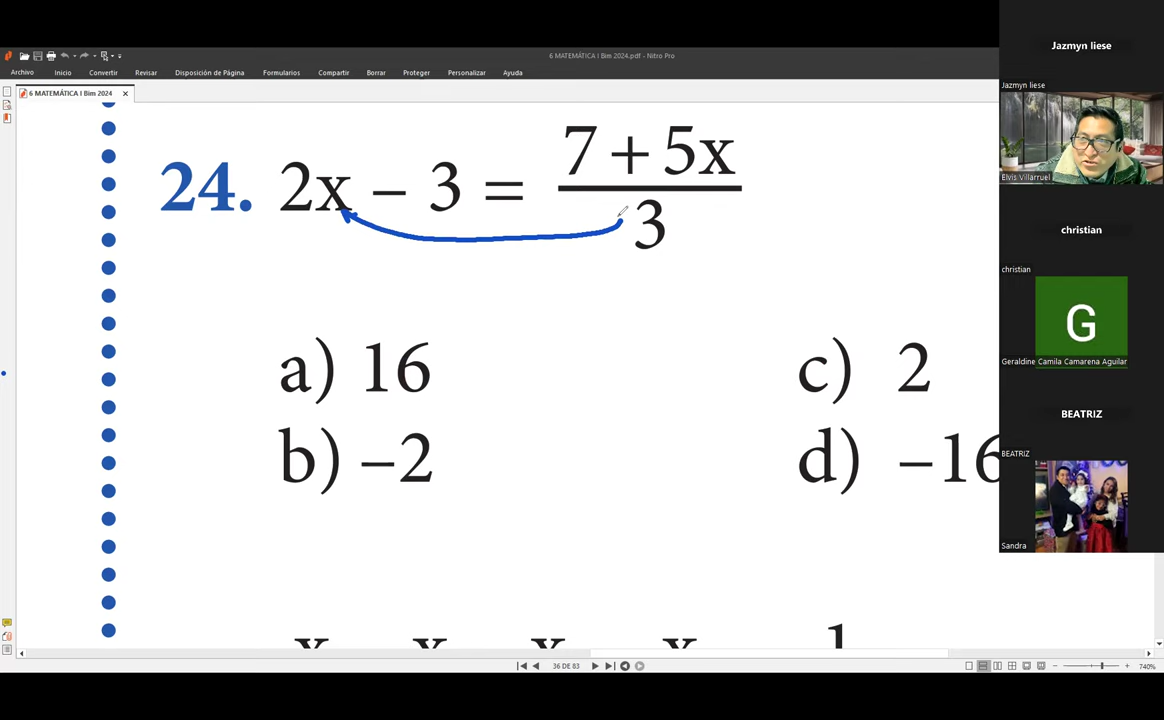 6 MATEMÁTICA I Bim 2024.pdf - Nitro Pro
Archivo Inicio Convertir Revisar Disposición de Página Formularios Compartir Borrar Proteger Personalizar Ayuda
6 MATEMÁTICA I Bim 2024 ×
24. 2x − 3 = (7 + 5x)/3
a) 16
c) 2
b) −2
d) −16
x x x x 1
36 DE 83
740%
Jazmyn liese
Jazmyn liese
Elvis Villarruel
christian
christian
G
Geraldine Camila Camarena Aguilar
BEATRIZ
BEATRIZ
Sandra